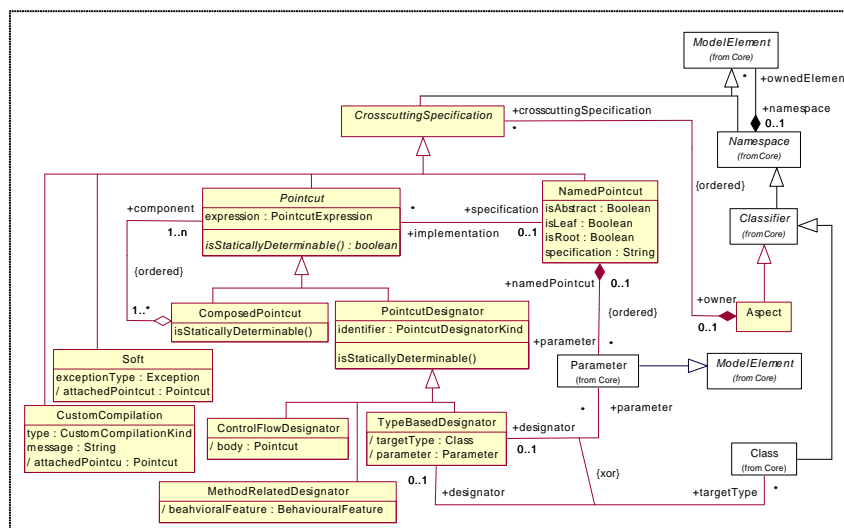 ModelElement
(from Core)
*
+ownedElemen
+namespace
0..1
CrosscuttingSpecification
+crosscuttingSpecification
*
Namespace
(fromCore)
{ordered}
Pointcut
expression : PointcutExpression
isStaticallyDeterminable() : boolean
+component
1..n
{ordered}
1..*
*
+specification
+implementation
0..1
NamedPointcut
isAbstract : Boolean
isLeaf : Boolean
isRoot : Boolean
specification : String
Classifier
(fromCore)
+namedPointcut
0..1
{ordered}
+owner
0..1
Aspect
ComposedPointcut
isStaticallyDeterminable()
PointcutDesignator
identifier : PointcutDesignatorKind
isStaticallyDeterminable()
+parameter
*
Soft
exceptionType : Exception
/ attachedPointcut : Pointcut
Parameter
(from Core)
ModelElement
(from Core)
*
+parameter
CustomCompilation
type : CustomCompilationKind
message : String
/ attachedPointcu : Pointcut
ControlFlowDesignator
/ body : Pointcut
TypeBasedDesignator
/ targetType : Class
/ parameter : Parameter
+designator
0..1
{xor}
Class
(from Core)
0..1
+designator
+targetType
*
MethodRelatedDesignator
/ beahvioralFeature : BehaviouralFeature